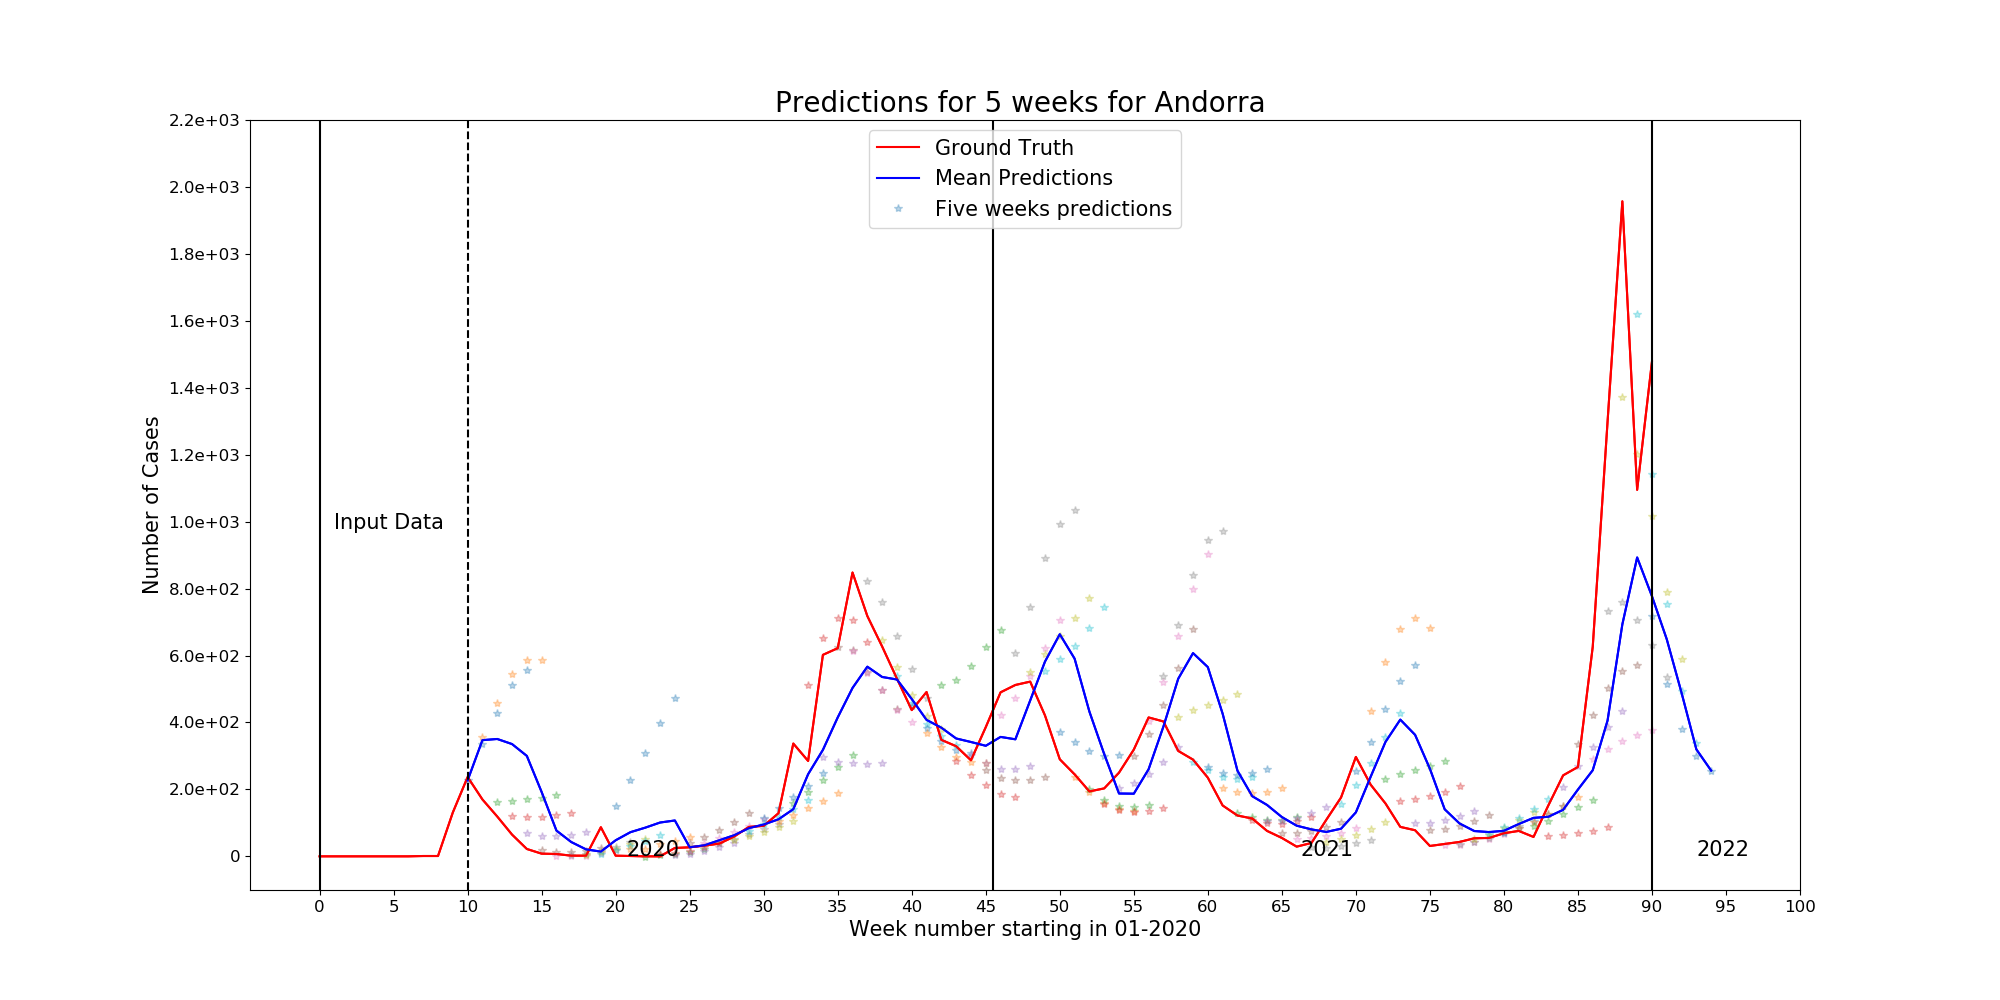 Predictions for 5 weeks for Andorra
2.2e+03
2.0e+03
1.8e+03
1.6e+03
1.4e+03
1.2e+03
1.0e+03
8.0e+02
6.0e+02
4.0e+02
2.0e+02
0
Number of Cases
Ground Truth
Mean Predictions
Five weeks predictions
Input Data
2020 2021 2022
0 5 10 15 20 25 30 35 40 45 50 55 60 65 70 75 80 85 90 95 100
Week number starting in 01-2020